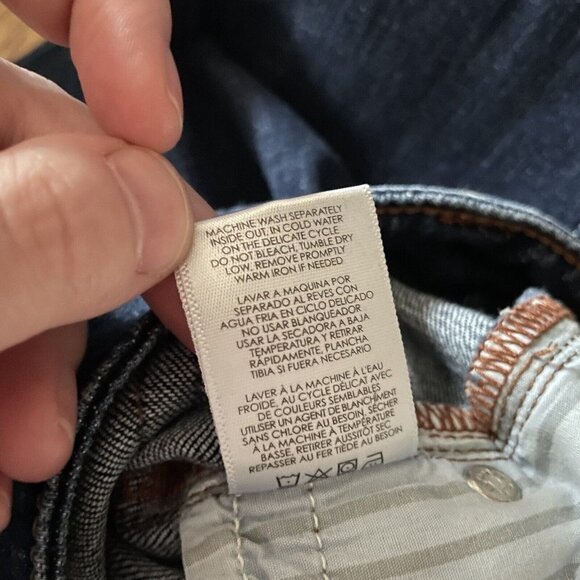 MACHINE WASH SEPARATELY
INSIDE OUT, IN COLD WATER
ON THE DELICATE CYCLE
DO NOT BLEACH, TUMBLE DRY
LOW, REMOVE PROMPTLY
WARM IRON IF NEEDED
LAVAR A MAQUINA POR
SEPARADO AL REVES CON
AGUA FRIA EN CICLO DELICADO
NO USAR BLANQUEADOR
USAR LA SECADORA A BAJA
TEMPERATURA Y RETIRAR
RÁPIDAMENTE, PLANCHA
TIBIA SI FUERA NECESARIO
LAVER À LA MACHINE À L'EAU
FROIDE, AU CYCLE DÉLICAT AVEC
DE COULEURS SEMBLABLES
UTILISER UN AGENT DE BLANCHÎMENT
SANS CHLORE AU BESOIN, SÉCHER
À LA MACHINE À TEMPÉRATURE
BASSE, RETIRER AUSSITÔT SEC
REPASSER AU FER TIÈDE AU BESOIN